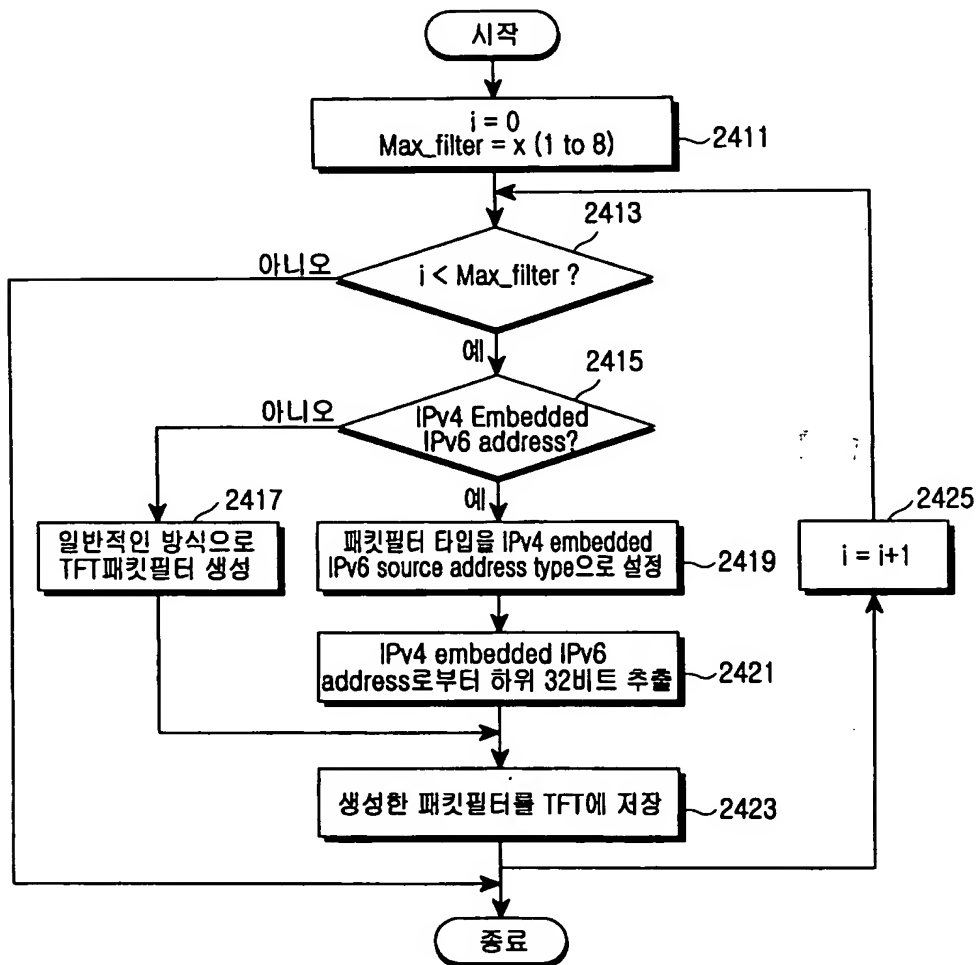 시작
i = 0
Max_filter = x (1 to 8)
2411
2413
아니오
i < Max_filter ?
예
2415
아니오
IPv4 Embedded
IPv6 address?
예
2417
일반적인 방식으로
TFT패킷필터 생성
패킷필터 타입을 IPv4 embedded
IPv6 source address type으로 설정
2419
2425
i = i+1
IPv4 embedded IPv6
address로부터 하위 32비트 추출
2421
생성한 패킷필터를 TFT에 저장
2423
종료